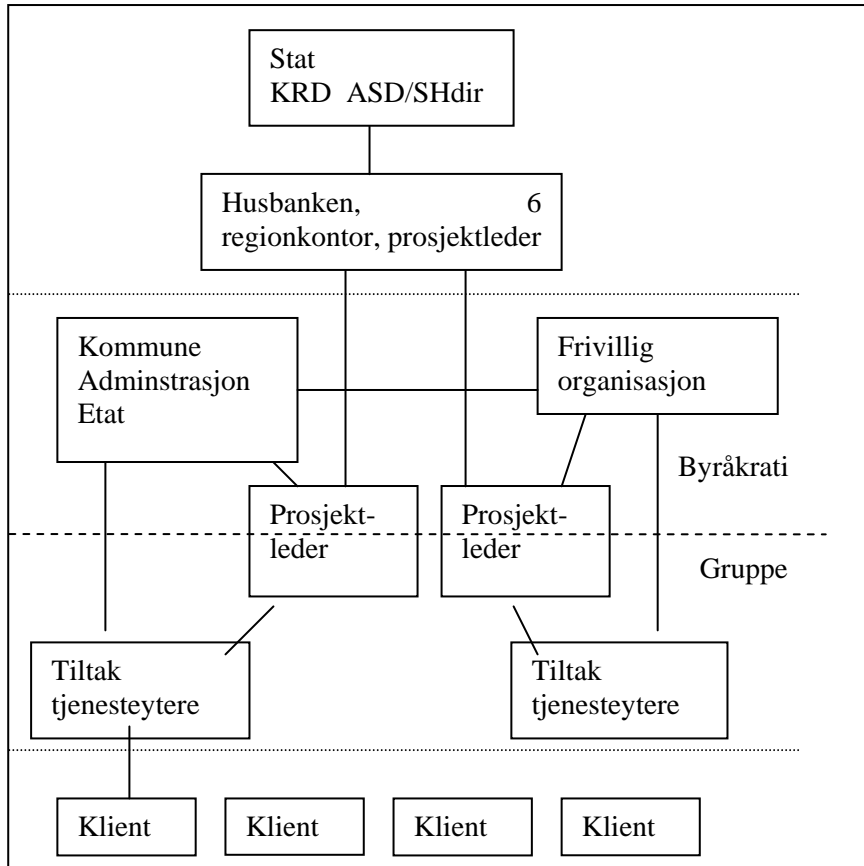 Stat
KRD ASD/SHdir
Husbanken, 6
regionkontor, prosjektleder
Kommune
Adminstrasjon
Etat
Frivillig
organisasjon
Byråkrati
Prosjekt-
leder
Prosjekt-
leder
Gruppe
Tiltak
tjenesteytere
Tiltak
tjenesteytere
Klient
Klient
Klient
Klient